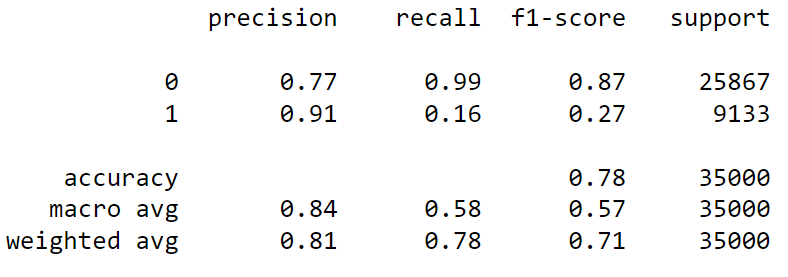 precision recall f1-score support
0 0.77 0.99 0.87 25867
1 0.91 0.16 0.27 9133
accuracy 0.78 35000
macro avg 0.84 0.58 0.57 35000
weighted avg 0.81 0.78 0.71 35000